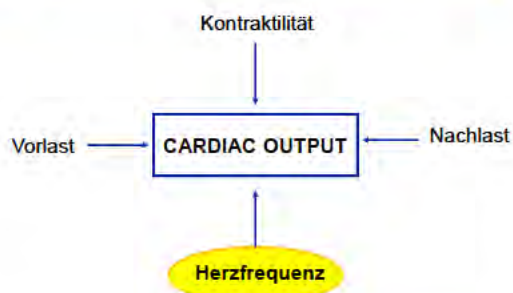 Kontraktilität
Vorlast
CARDIAC OUTPUT
Nachlast
Herzfrequenz